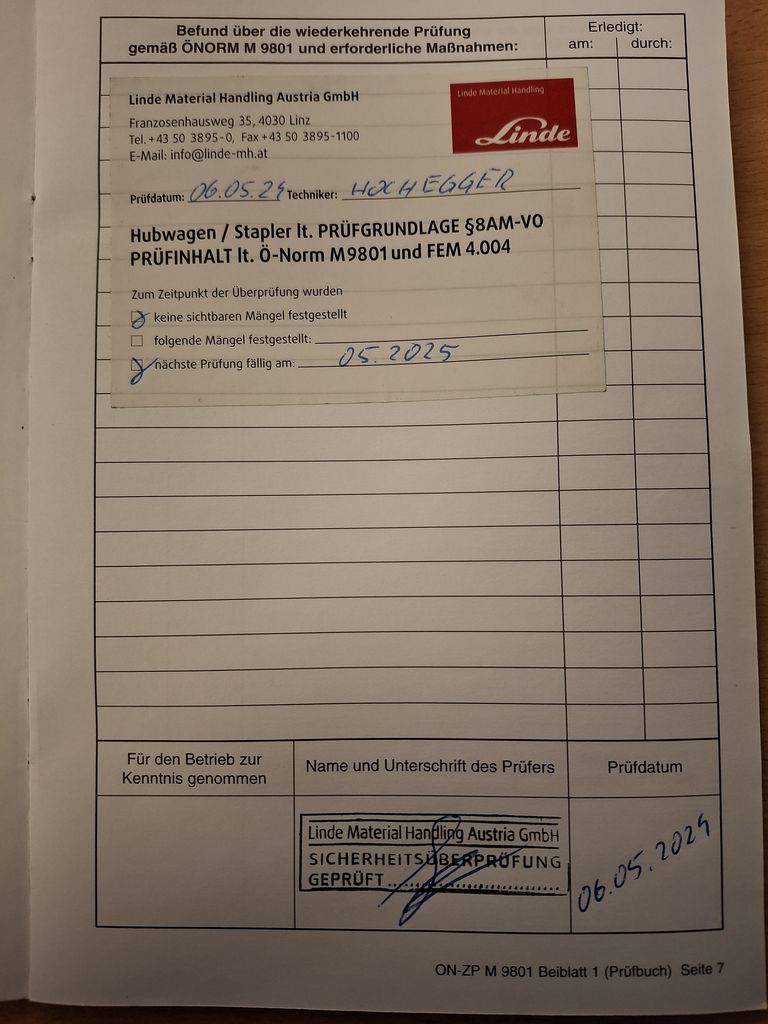 Befund über die wiederkehrende Prüfung
gemäß ÖNORM M 9801 und erforderliche Maßnahmen:
Erledigt:
am: durch:
Linde Material Handling Austria GmbH
Franzosenhausweg 35, 4030 Linz
Tel. +43 50 3895-0, Fax +43 50 3895-1100
E-Mail: info@linde-mh.at
Linde Material Handling
Linde
Prüfdatum: 06.05.24 Techniker: HOCHEGGER
Hubwagen / Stapler lt. PRÜFGRUNDLAGE §8AM-VO
PRÜFINHALT lt. Ö-Norm M9801 und FEM 4.004
Zum Zeitpunkt der Überprüfung wurden
keine sichtbaren Mängel festgestellt
folgende Mängel festgestellt:
nächste Prüfung fällig am: 05.2025
Für den Betrieb zur
Kenntnis genommen
Name und Unterschrift des Prüfers
Prüfdatum
Linde Material Handling Austria GmbH
SICHERHEITSÜBERPRÜFUNG
GEPRÜFT
06.05.2024
ON-ZP M 9801 Beiblatt 1 (Prüfbuch) Seite 7